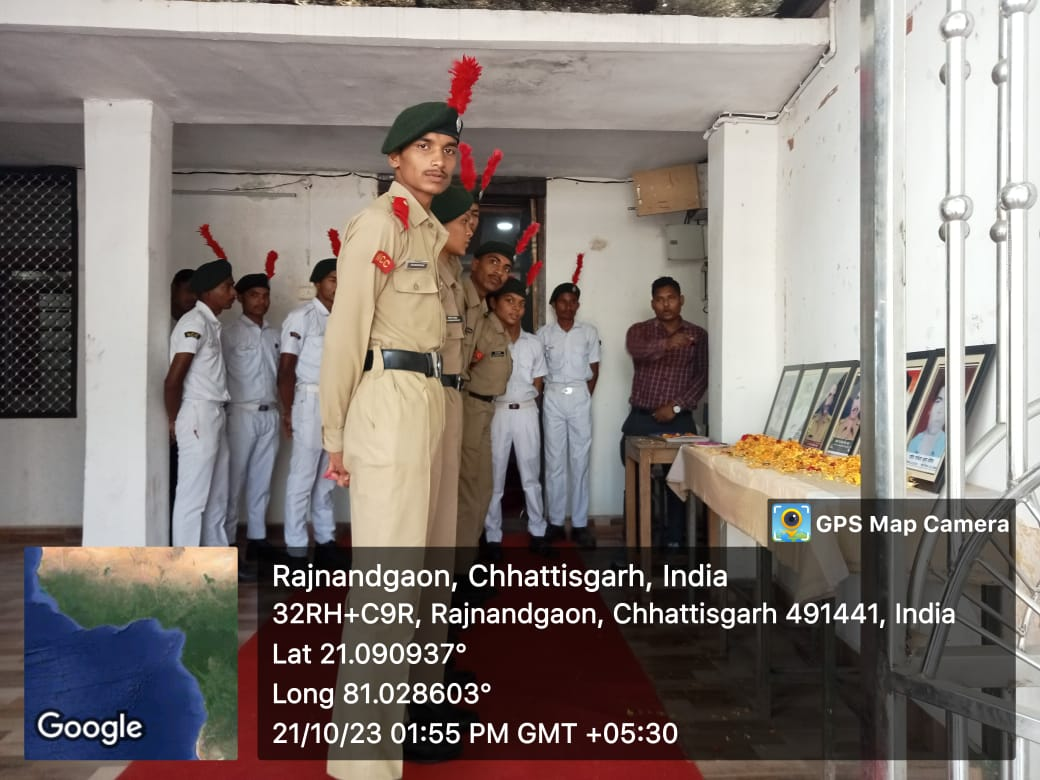 NCC
GPS Map Camera
Rajnandgaon, Chhattisgarh, India
32RH+C9R, Rajnandgaon, Chhattisgarh 491441, India
Lat 21.090937°
Long 81.028603°
21/10/23 01:55 PM GMT +05:30
Google